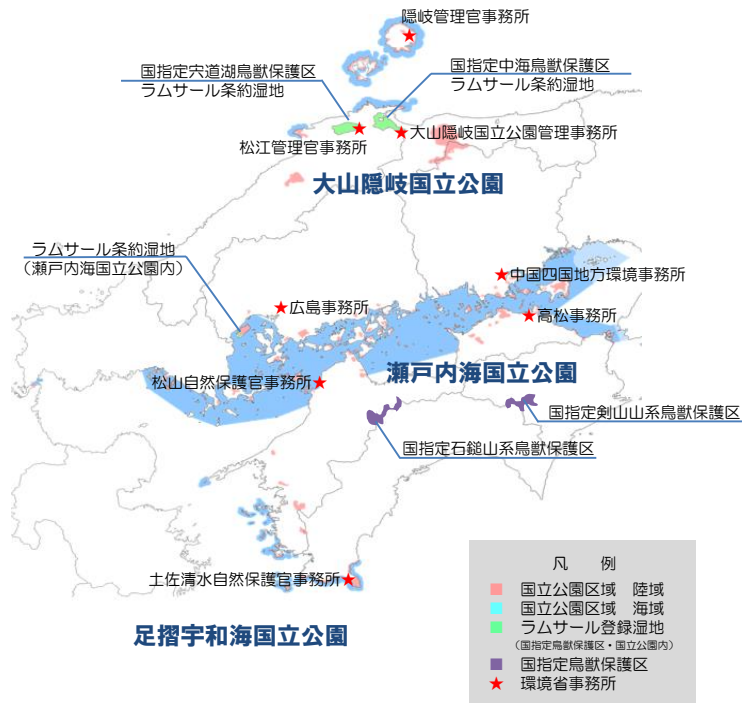 隠岐管理官事務所
国指定宍道湖鳥獣保護区
ラムサール条約湿地
国指定中海鳥獣保護区
ラムサール条約湿地
松江管理官事務所
大山隠岐国立公園管理事務所
大山隠岐国立公園
ラムサール条約湿地
（瀬戸内海国立公園内）
中国四国地方環境事務所
広島事務所
高松事務所
瀬戸内海国立公園
松山自然保護官事務所
国指定剣山山系鳥獣保護区
国指定石鎚山系鳥獣保護区
土佐清水自然保護官事務所
足摺宇和海国立公園
凡 例
国立公園区域 陸域
国立公園区域 海域
ラムサール登録湿地
（国指定鳥獣保護区・国立公園内）
国指定鳥獣保護区
環境省事務所